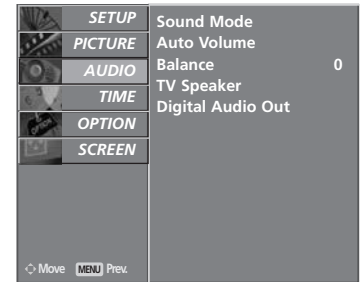 SETUP
PICTURE
AUDIO
TIME
OPTION
SCREEN
Move MENU Prev.
Sound Mode
Auto Volume
Balance 0
TV Speaker
Digital Audio Out